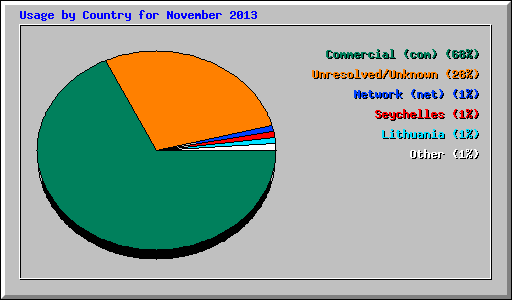 Usage by Country for November 2013
Commercial (com) (68%)
Unresolved/Unknown (28%)
Network (net) (1%)
Seychelles (1%)
Lithuania (1%)
Other (1%)